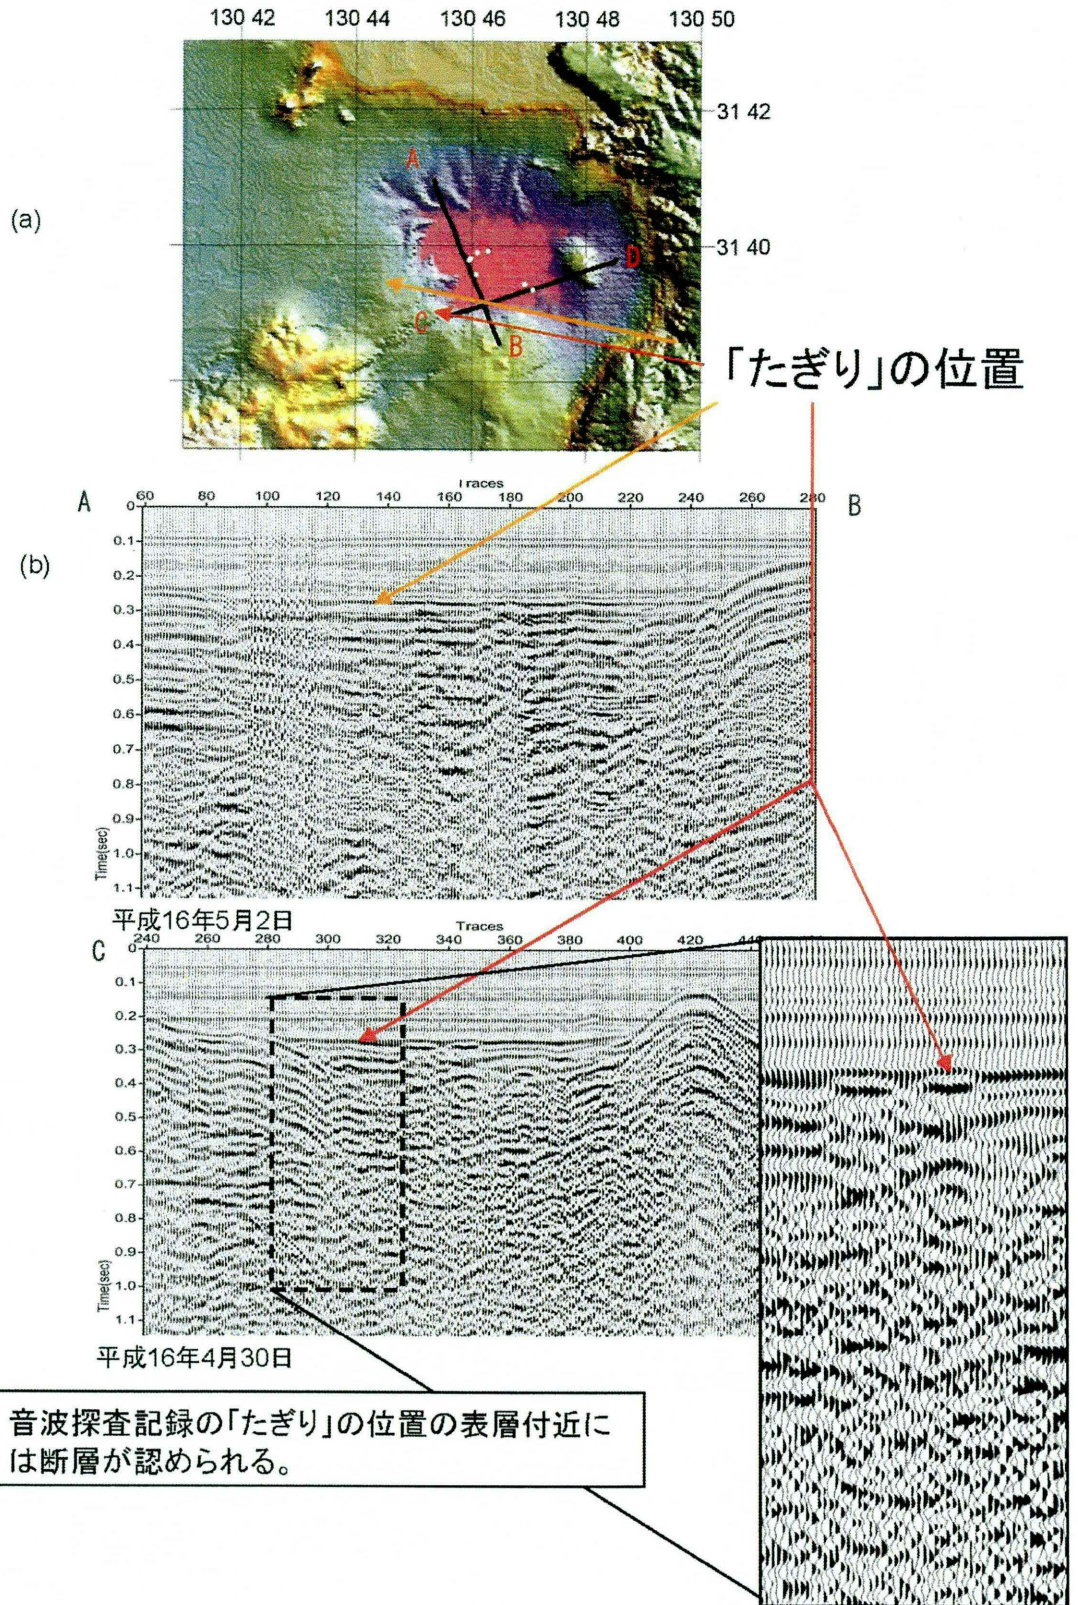 130 42 130 44 130 46 130 48 130 50
31 42
A
(a)
31 40
D
C
B
「たぎり」の位置
A
Traces
B
60 80 100 120 140 160 180 200 220 240 260 280
0
0.1
(b)
0.2
0.3
0.4
0.5
0.6
0.7
0.8
0.9
1.0
1.1
Time(sec)
平成16年5月2日
C
Traces
240 260 280 300 320 340 360 380 400 420
0
0.1
0.2
0.3
0.4
0.5
0.6
0.7
0.8
0.9
1.0
1.1
Time(sec)
平成16年4月30日
音波探査記録の「たぎり」の位置の表層付近に
は断層が認められる。